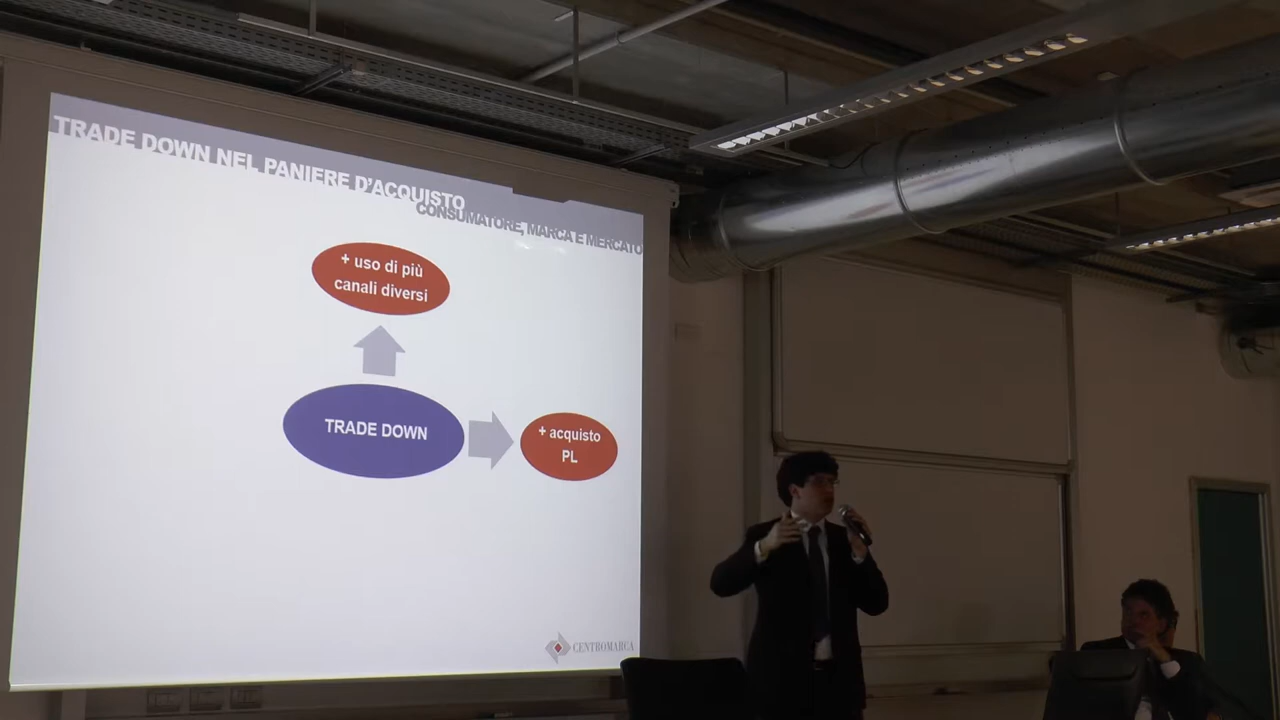 TRADE DOWN NEL PANIERE D'ACQUISTO
CONSUMATORE, MARCA E MERCATO
+ uso di più
canali diversi
TRADE DOWN
+ acquisto
PL
CENTROMARCA